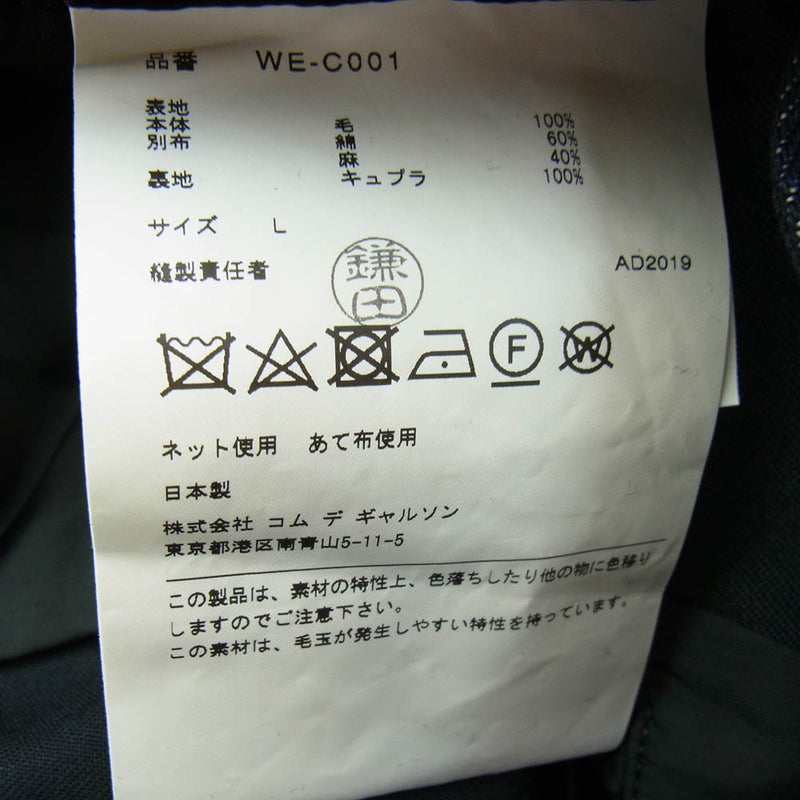 品番 WE-C001
表地
本体 毛 100%
別布 綿 60%
麻 40%
裏地 キュプラ 100%
サイズ L
縫製責任者 鎌田 AD2019
F W
ネット使用 あて布使用
日本製
株式会社 コム デ ギャルソン
東京都港区南青山5-11-5
この製品は、素材の特性上、色落ちしたり他の物に色移り
しますのでご注意下さい。
この素材は、毛玉が発生しやすい特性を持っています。